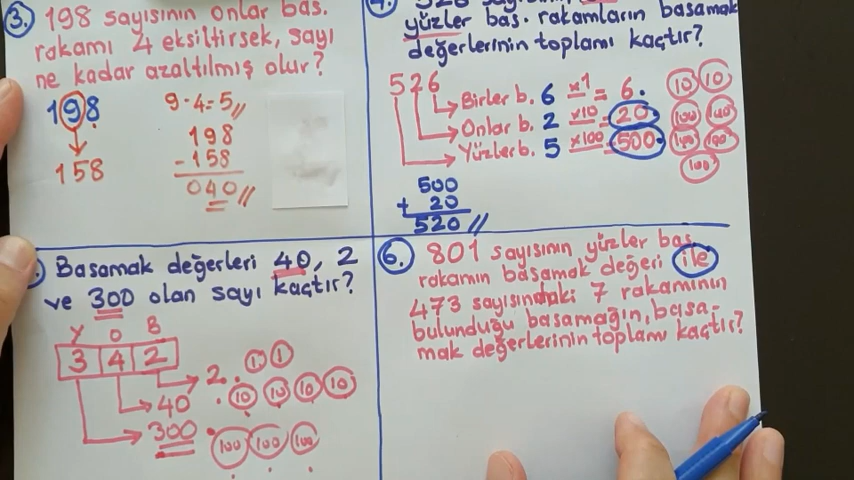 3. 198 sayısının onlar bas.
rakamı 4 eksiltirsek, sayı
ne kadar azaltılmış olur?
198
158
9-4=5//
198
-158
040//
yüzler bas. rakamların basamak
değerlerinin toplamı kaçtır?
526
Birler b. 6 x1 = 6.
Onlar b. 2 x10 = 20
Yüzler b. 5 x100 = 500
10 10
100 100
100 100
100
500
+ 20
520//
Basamak değerleri 40, 2
ve 300 olan sayı kaçtır?
Y O B
3 4 2
2. 1 1
40 10 10 10 10
300 100 100 100
6. 801 sayısının yüzler bas.
rakamın basamak değeri ile
473 sayısındaki 7 rakamının
bulunduğu basamağın, basa-
mak değerlerinin toplamı kaçtır?